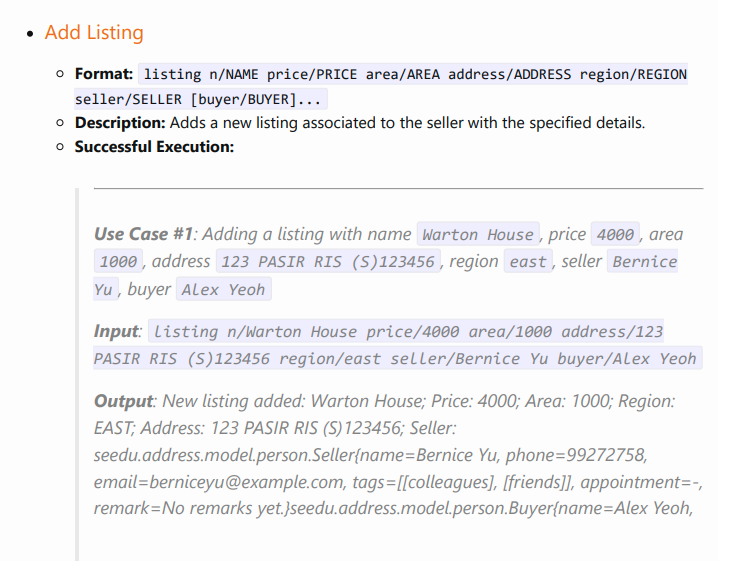 Add Listing
Format: listing n/NAME price/PRICE area/AREA address/ADDRESS region/REGION
seller/SELLER [buyer/BUYER]...
Description: Adds a new listing associated to the seller with the specified details.
Successful Execution:
Use Case #1: Adding a listing with name Warton House, price 4000, area
1000, address 123 PASIR RIS (S)123456, region east, seller Bernice
Yu, buyer Alex Yeoh
Input: listing n/Warton House price/4000 area/1000 address/123
PASIR RIS (S)123456 region/east seller/Bernice Yu buyer/Alex Yeoh
Output: New listing added: Warton House; Price: 4000; Area: 1000; Region:
EAST; Address: 123 PASIR RIS (S)123456; Seller:
seedu.address.model.person.Seller{name=Bernice Yu, phone=99272758,
email=berniceyu@example.com, tags=[[colleagues], [friends]], appointment=-,
remark=No remarks yet.}seedu.address.model.person.Buyer{name=Alex Yeoh,